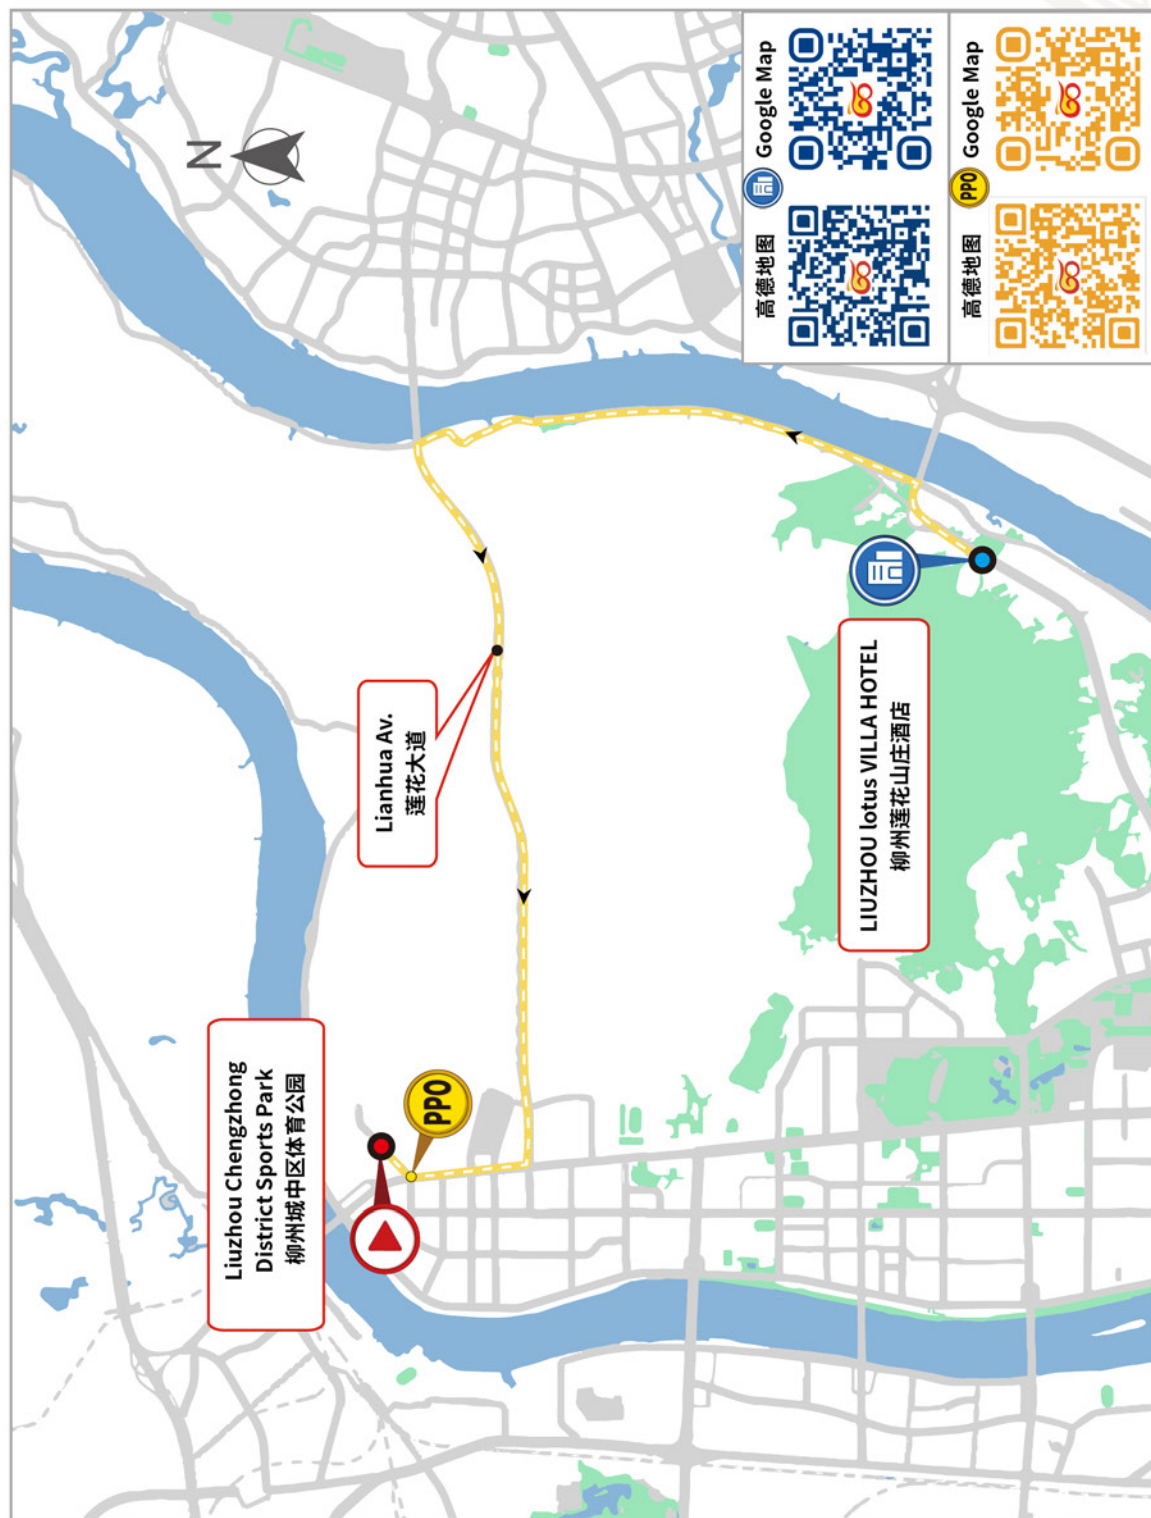 N
Google Map
高德地图
Google Map
PPO
高德地图
Lianhua Av.
莲花大道
LIUZHOU lotus VILLA HOTEL
柳州莲花山庄酒店
Liuzhou Chengzhong
District Sports Park
柳州城中区体育公园
PPO